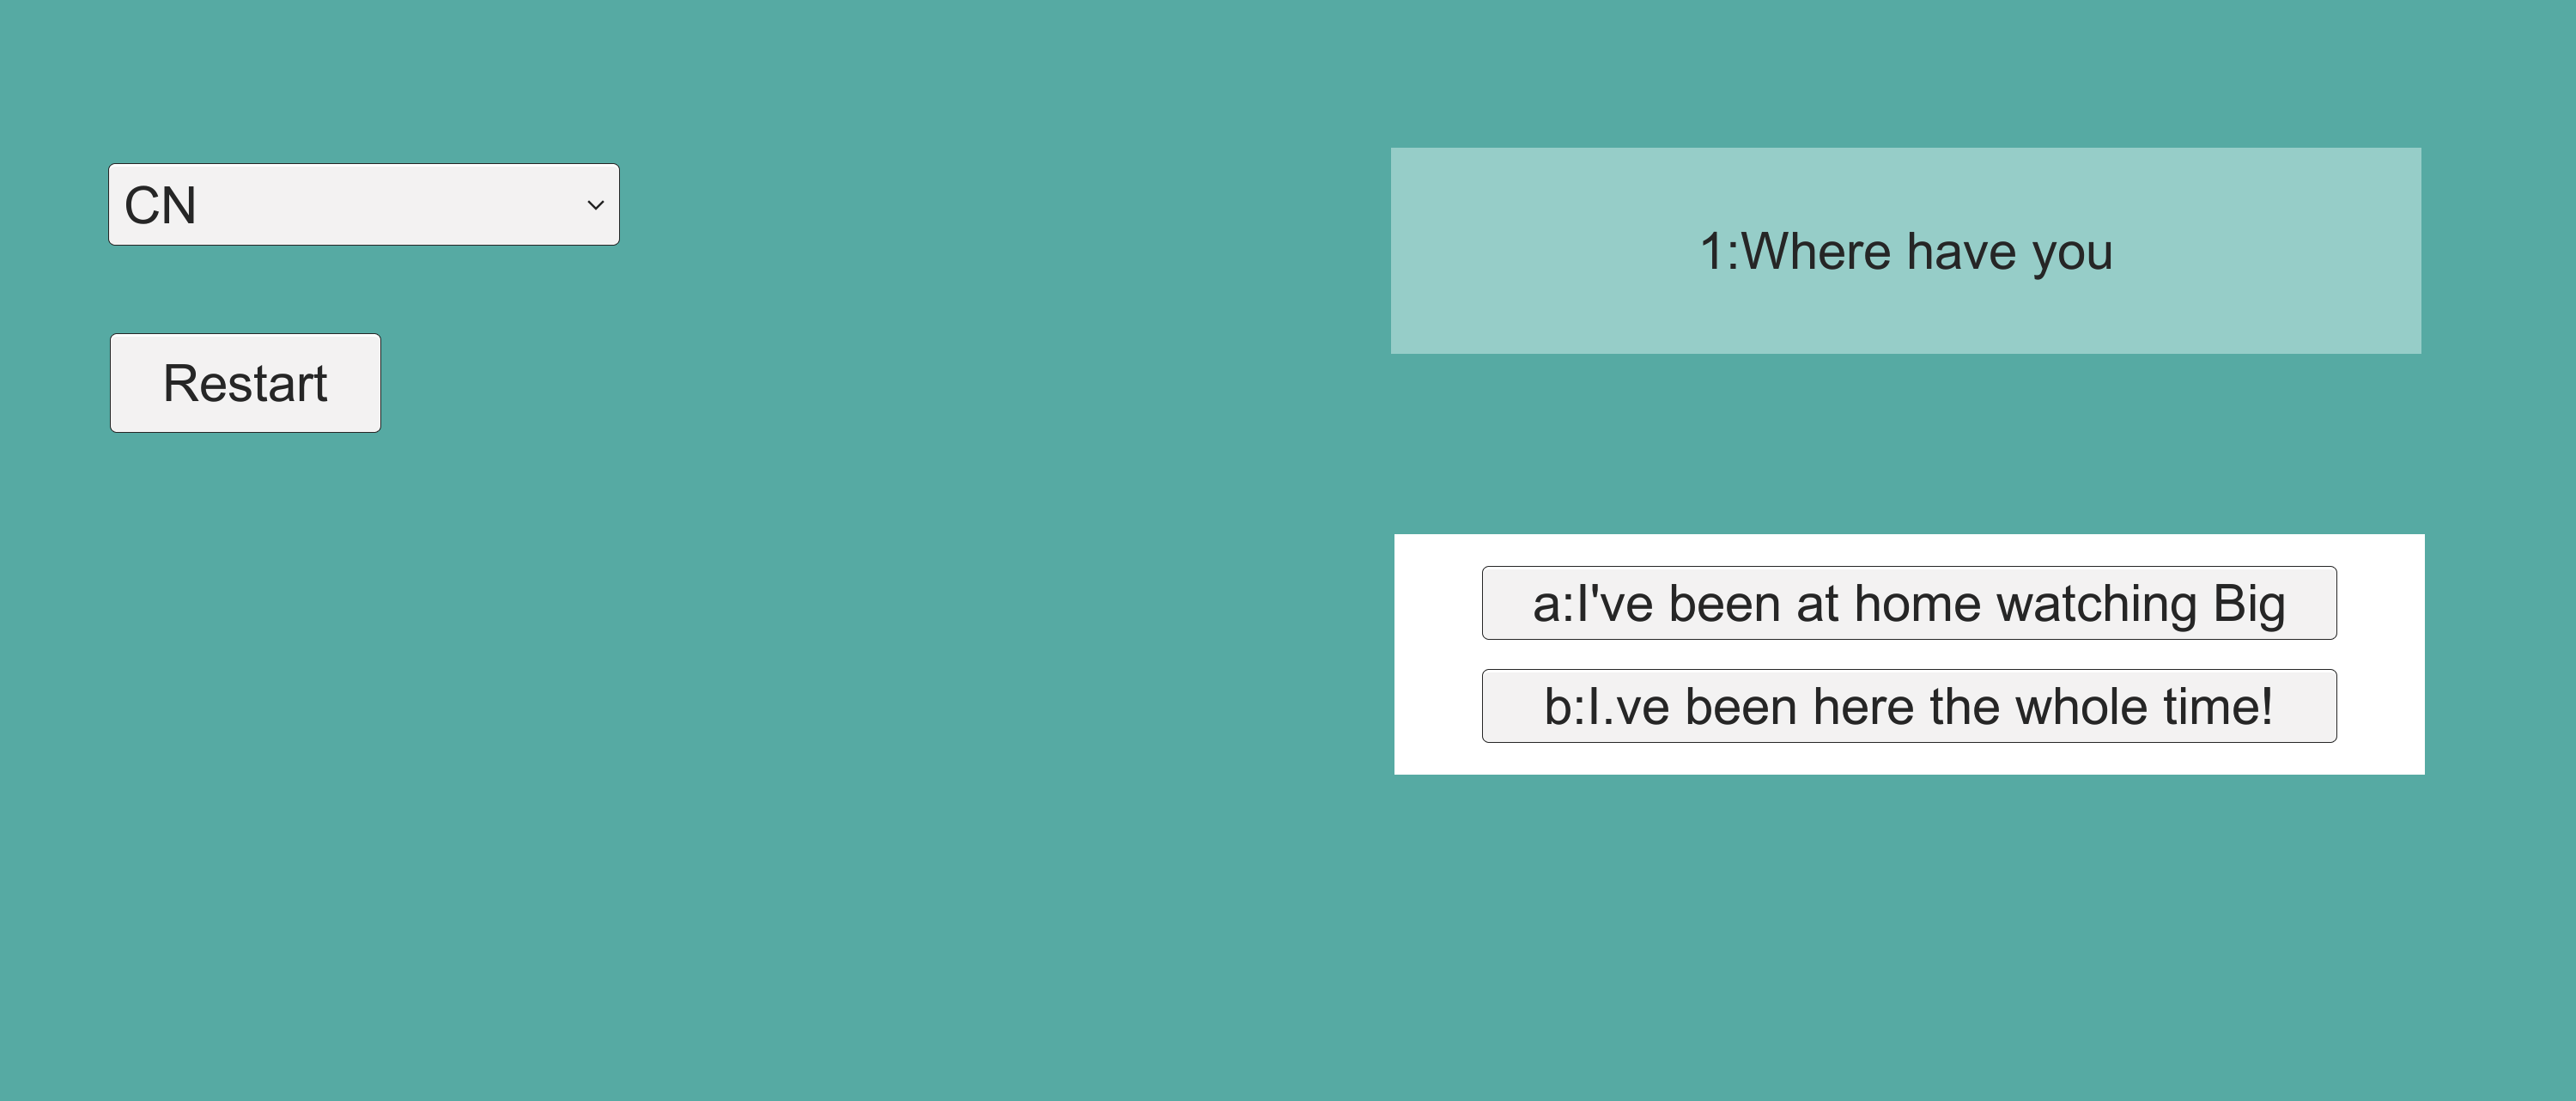 CN
Restart
1:Where have you
a:I've been at home watching Big
b:I.ve been here the whole time!